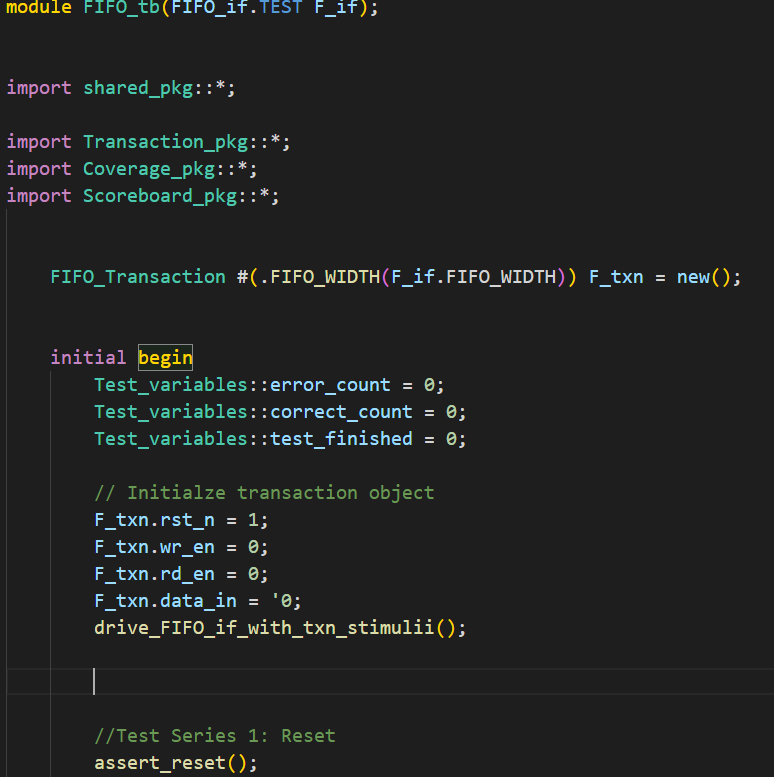 module FIFO_tb(FIFO_if.TEST F_if);
import shared_pkg::*;
import Transaction_pkg::*;
import Coverage_pkg::*;
import Scoreboard_pkg::*;
FIFO_Transaction #(.FIFO_WIDTH(F_if.FIFO_WIDTH)) F_txn = new();
initial begin
Test_variables::error_count = 0;
Test_variables::correct_count = 0;
Test_variables::test_finished = 0;
// Initialze transaction object
F_txn.rst_n = 1;
F_txn.wr_en = 0;
F_txn.rd_en = 0;
F_txn.data_in = '0;
drive_FIFO_if_with_txn_stimulii();
//Test Series 1: Reset
assert_reset();